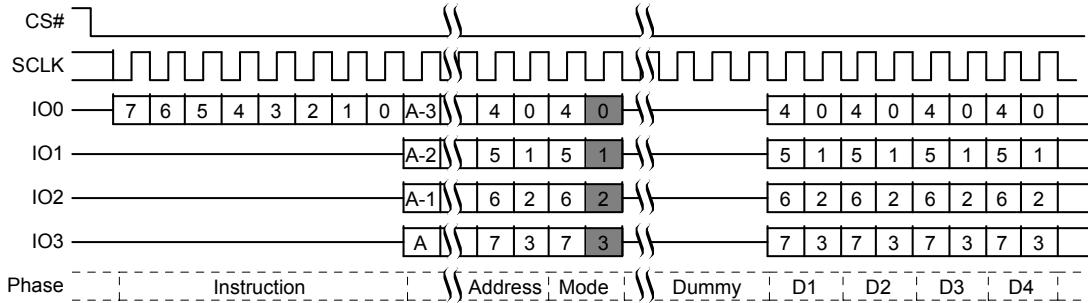 CS#
SCLK
IO0 7 6 5 4 3 2 1 0 A-3 4 0 4 0 4 0 4 0 4 0 4 0
IO1 A-2 5 1 5 1 5 1 5 1 5 1 5 1
IO2 A-1 6 2 6 2 6 2 6 2 6 2 6 2
IO3 A 7 3 7 3 7 3 7 3 7 3 7 3
Phase Instruction Address Mode Dummy D1 D2 D3 D4